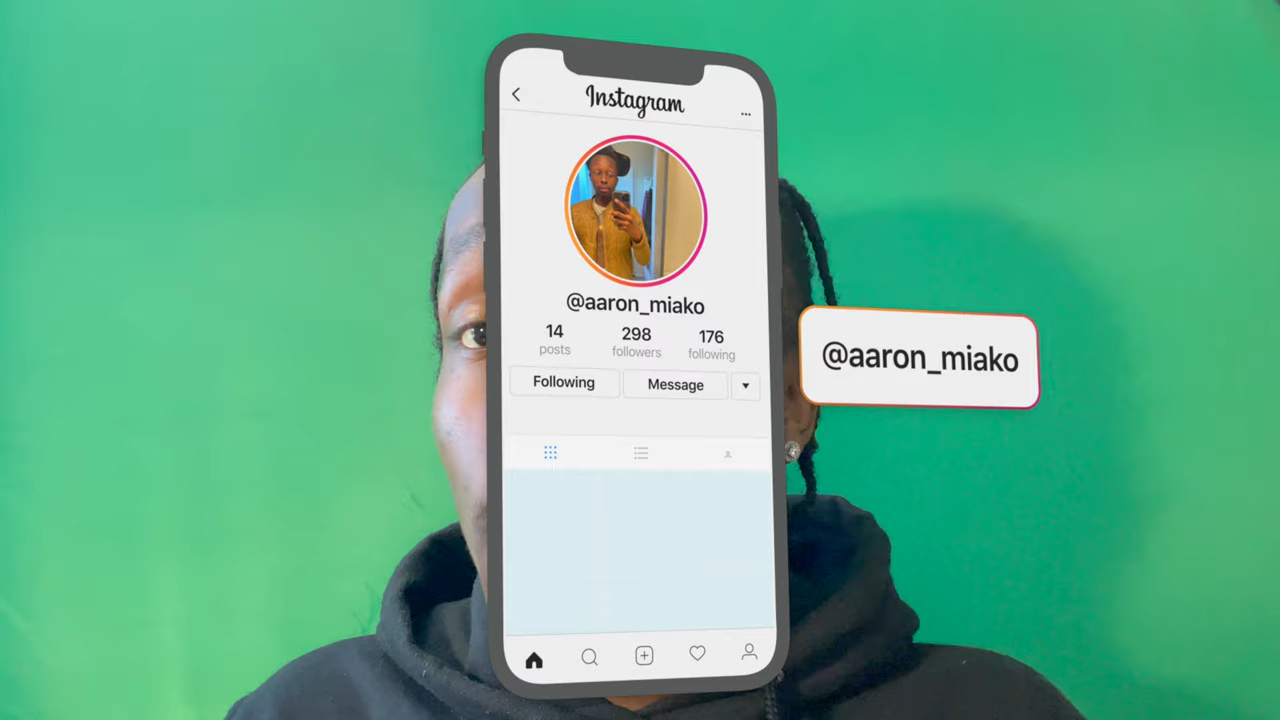 Instagram
@aaron_miako
14 298 176
posts followers following
Following Message
@aaron_miako